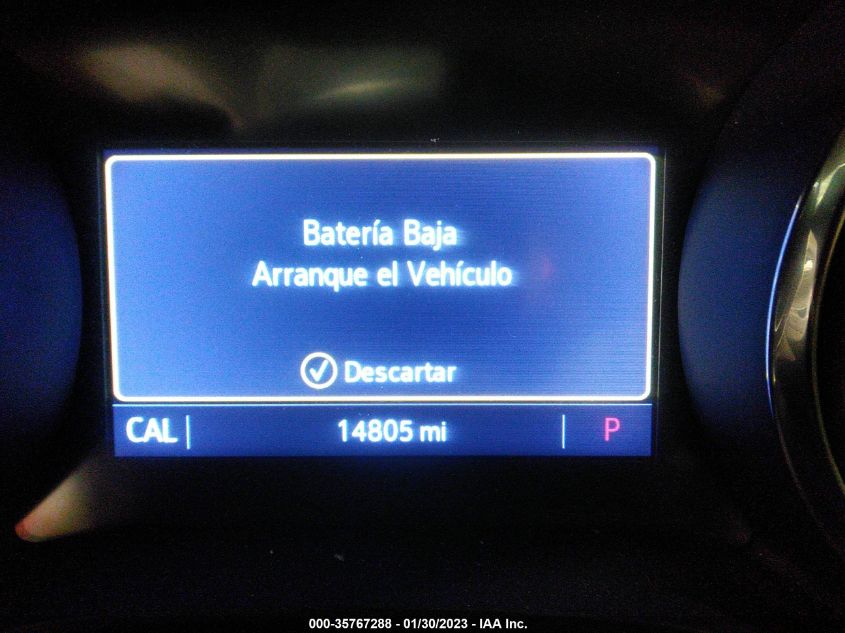 Batería Baja
Arranque el Vehículo
Descartar
CAL 14805 mi P
000-35767288 - 01/30/2023 - IAA Inc.